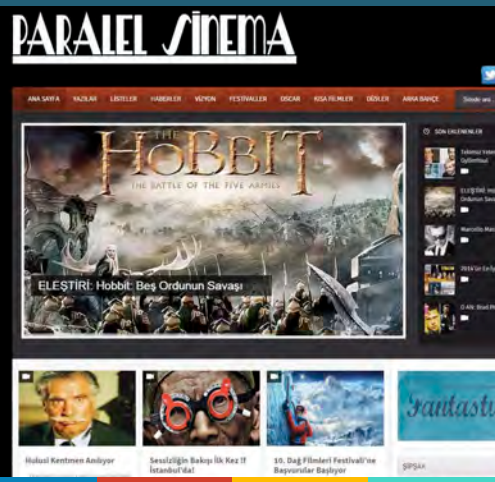 PARALEL SİNEMA
ANA SAYFA YAZILAR LİSTELER HABERLER VİZYON FESTİVALLER OSCAR KISA FİLMLER DİZİLER ARKA BAHÇE
THE
HOBBIT
THE BATTLE OF THE FIVE ARMIES
ELEŞTİRİ: Hobbit: Beş Ordunun Savaşı
SON EKLENENLER
Hulusi Kentmen Anılıyor
Sessizliğin Bakışı İlk Kez !f
İstanbul'da!
10. Dağ Filmleri Festivali'ne
Başvurular Başlıyor
ŞIPŞAK